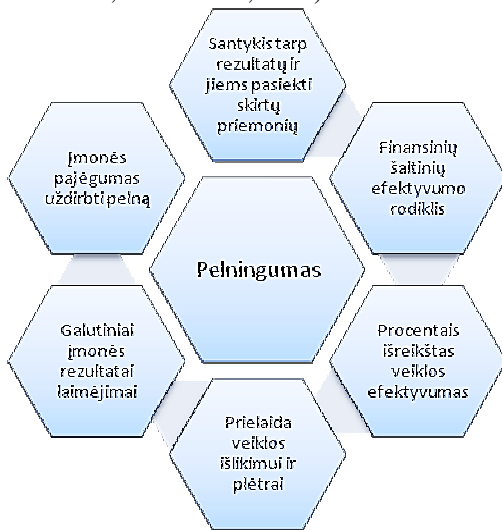 Santykis tarp
rezultatų ir
jiems pasiekti
skirtų
priemonių
Finansinių
šaltinių
efektyvumo
rodiklis
Procentais
išreikštas
veiklos
efektyvumas
Prielaida
veiklos
išlikimui ir
plėtrai
Galutiniai
įmonės
rezultatai
laimėjimai
Įmonės
pajėgumas
uždirbti pelną
Pelningumas